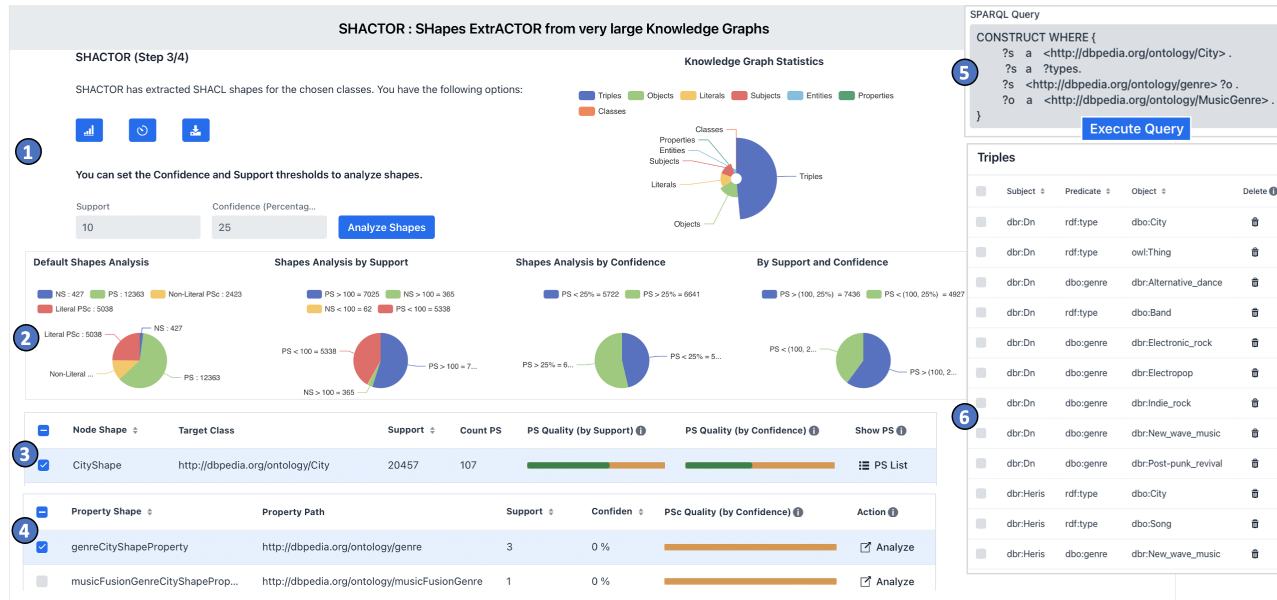 SHACTOR : SHapes ExtrACTOR from very large Knowledge Graphs
SHACTOR (Step 3/4)
SHACTOR has extracted SHACL shapes for the chosen classes. You have the following options:
1
You can set the Confidence and Support thresholds to analyze shapes.
Support Confidence (Percentag...
10 25 Analyze Shapes
Knowledge Graph Statistics
Triples Objects Literals Subjects Entities Properties
Classes
Classes
Properties
Entities
Subjects
Triples
Literals
Objects
2
Default Shapes Analysis
NS : 427 PS : 12363 Non-Literal PSc : 2423
Literal PSc : 5038
NS : 427
Literal PSc : 5038
Non-Literal ...
PS : 12363
Shapes Analysis by Support
PS > 100 = 7025 NS > 100 = 365
NS < 100 = 62 PS < 100 = 5338
PS < 100 = 5338
PS > 100 = 7...
NS > 100 = 365
Shapes Analysis by Confidence
PS < 25% = 5722 PS > 25% = 6641
PS < 25% = 5...
PS > 25% = 6...
By Support and Confidence
PS > (100, 25%) = 7436 PS < (100, 25%) = 4927
PS < (100, 2...
PS > (100, 2...
3
Node Shape Target Class Support Count PS PS Quality (by Support) PS Quality (by Confidence) Show PS
CityShape http://dbpedia.org/ontology/City 20457 107 PS List
4
Property Shape Property Path Support Confiden PSc Quality (by Confidence) Action
genreCityShapeProperty http://dbpedia.org/ontology/genre 3 0 % Analyze
musicFusionGenreCityShapeProp... http://dbpedia.org/ontology/musicFusionGenre 1 0 % Analyze
SPARQL Query
5
CONSTRUCT WHERE {
?s a <http://dbpedia.org/ontology/City> .
?s a ?types.
?s <http://dbpedia.org/ontology/genre> ?o .
?o a <http://dbpedia.org/ontology/MusicGenre> .
}
Execute Query
6
Triples
Subject Predicate Object Delete
dbr:Dn rdf:type dbo:City
dbr:Dn rdf:type owl:Thing
dbr:Dn dbo:genre dbr:Alternative_dance
dbr:Dn rdf:type dbo:Band
dbr:Dn dbo:genre dbr:Electronic_rock
dbr:Dn dbo:genre dbr:Electropop
dbr:Dn dbo:genre dbr:Indie_rock
dbr:Dn dbo:genre dbr:New_wave_music
dbr:Dn dbo:genre dbr:Post-punk_revival
dbr:Heris rdf:type dbo:City
dbr:Heris rdf:type dbo:Song
dbr:Heris dbo:genre dbr:New_wave_music